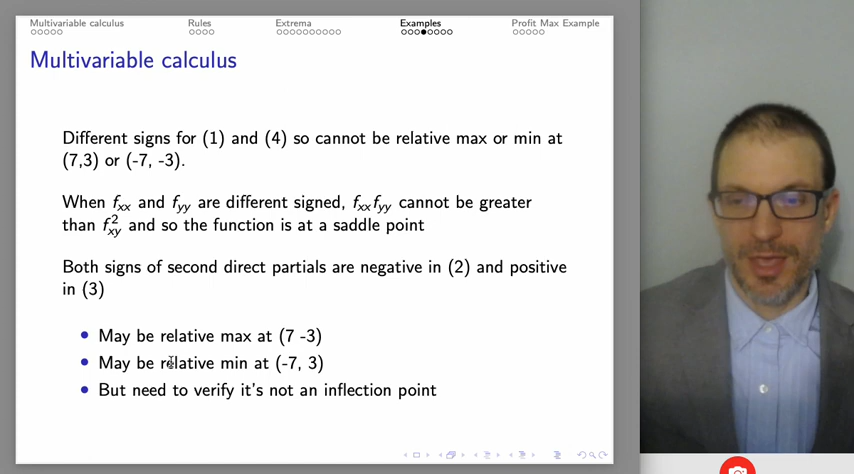 Multivariable calculus Rules Extrema Examples Profit Max Example
Multivariable calculus
Different signs for (1) and (4) so cannot be relative max or min at
(7,3) or (-7, -3).
When fxx and fyy are different signed, fxxfyy cannot be greater
than f²xy and so the function is at a saddle point
Both signs of second direct partials are negative in (2) and positive
in (3)
May be relative max at (7 -3)
May be relative min at (-7, 3)
But need to verify it's not an inflection point